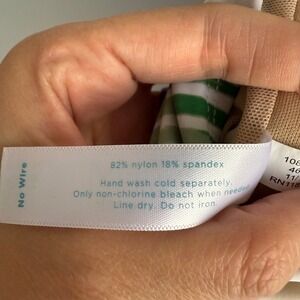 No Wire
82% nylon 18% spandex
Hand wash cold separately.
Only non-chlorine bleach when needed
Line dry. Do not iron.